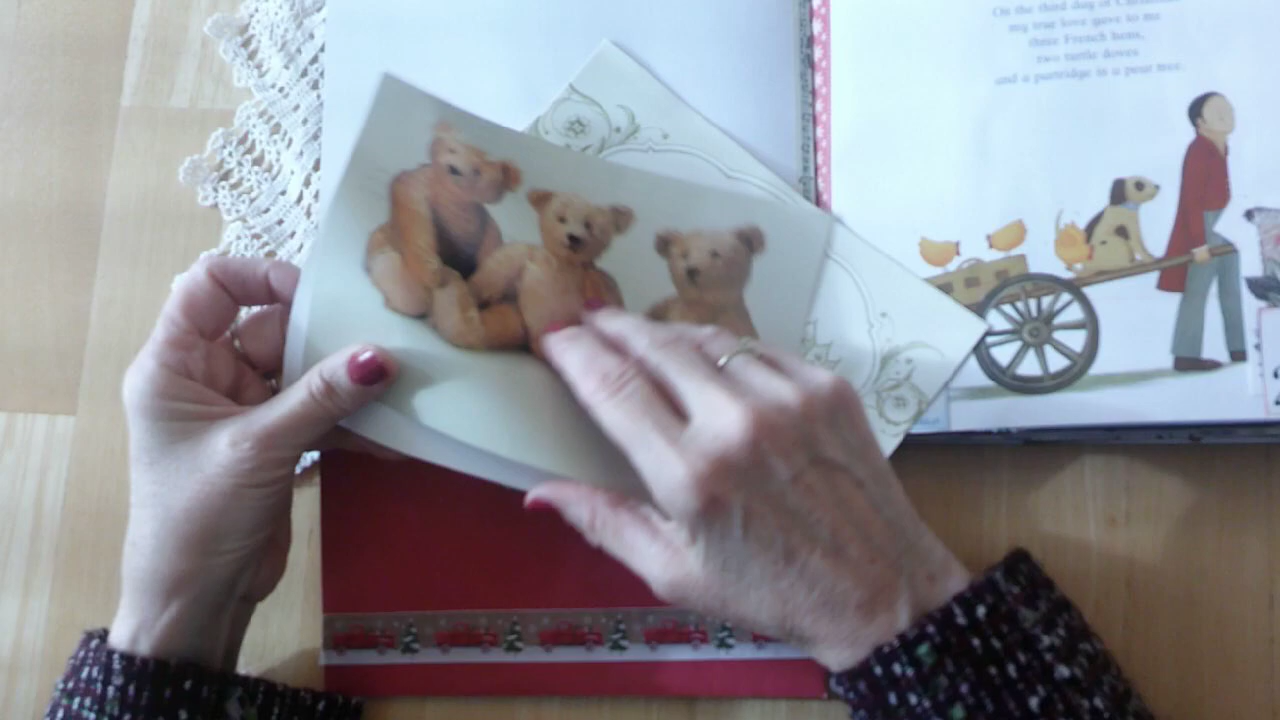 On the third day of Christmas
my true love gave to me
three French hens,
two turtle doves
and a partridge in a pear tree.